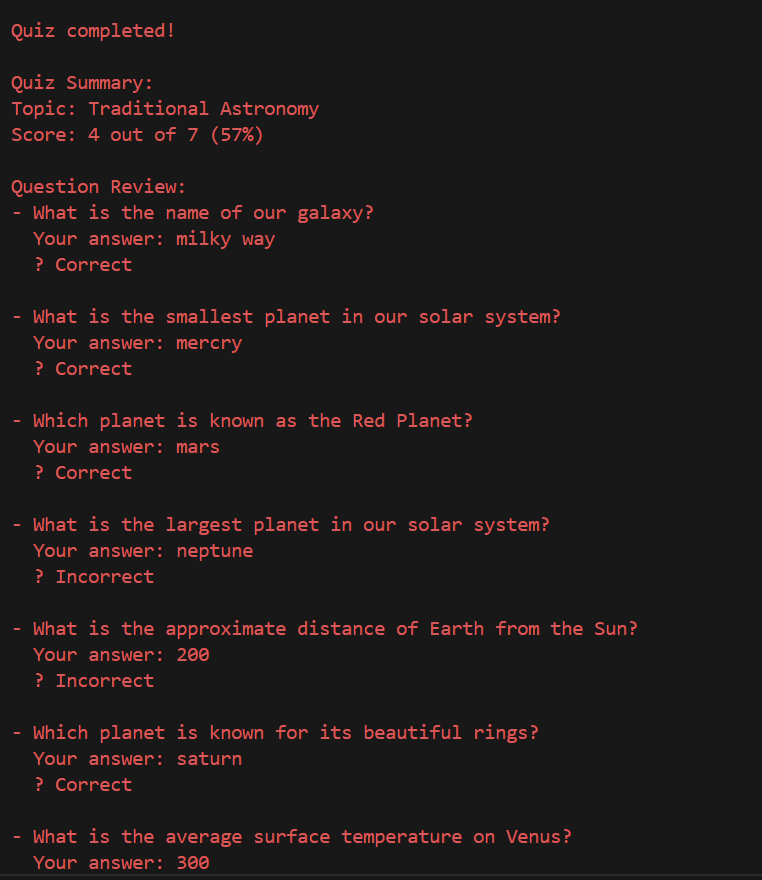 Quiz completed!
Quiz Summary:
Topic: Traditional Astronomy
Score: 4 out of 7 (57%)
Question Review:
- What is the name of our galaxy?
Your answer: milky way
? Correct
- What is the smallest planet in our solar system?
Your answer: mercry
? Correct
- Which planet is known as the Red Planet?
Your answer: mars
? Correct
- What is the largest planet in our solar system?
Your answer: neptune
? Incorrect
- What is the approximate distance of Earth from the Sun?
Your answer: 200
? Incorrect
- Which planet is known for its beautiful rings?
Your answer: saturn
? Correct
- What is the average surface temperature on Venus?
Your answer: 300